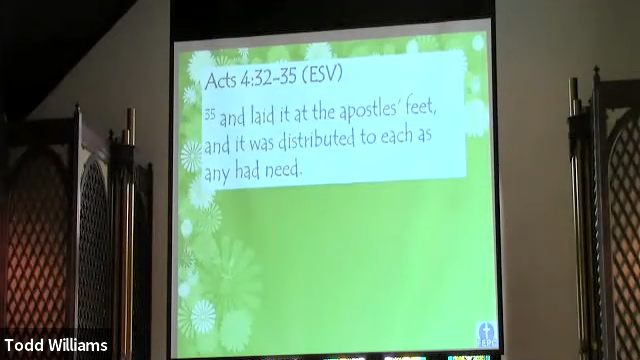 Acts 4:32-35 (ESV)
35 and laid it at the apostles' feet,
and it was distributed to each as
any had need.
Todd Williams